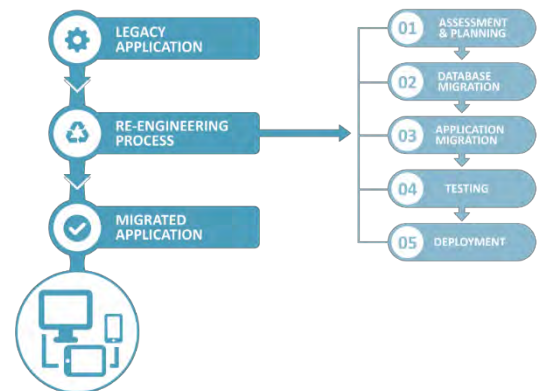 LEGACY
APPLICATION
RE-ENGINEERING
PROCESS
MIGRATED
APPLICATION
01
ASSESSMENT
& PLANNING
02
DATABASE
MIGRATION
03
APPLICATION
MIGRATION
04
TESTING
05
DEPLOYMENT